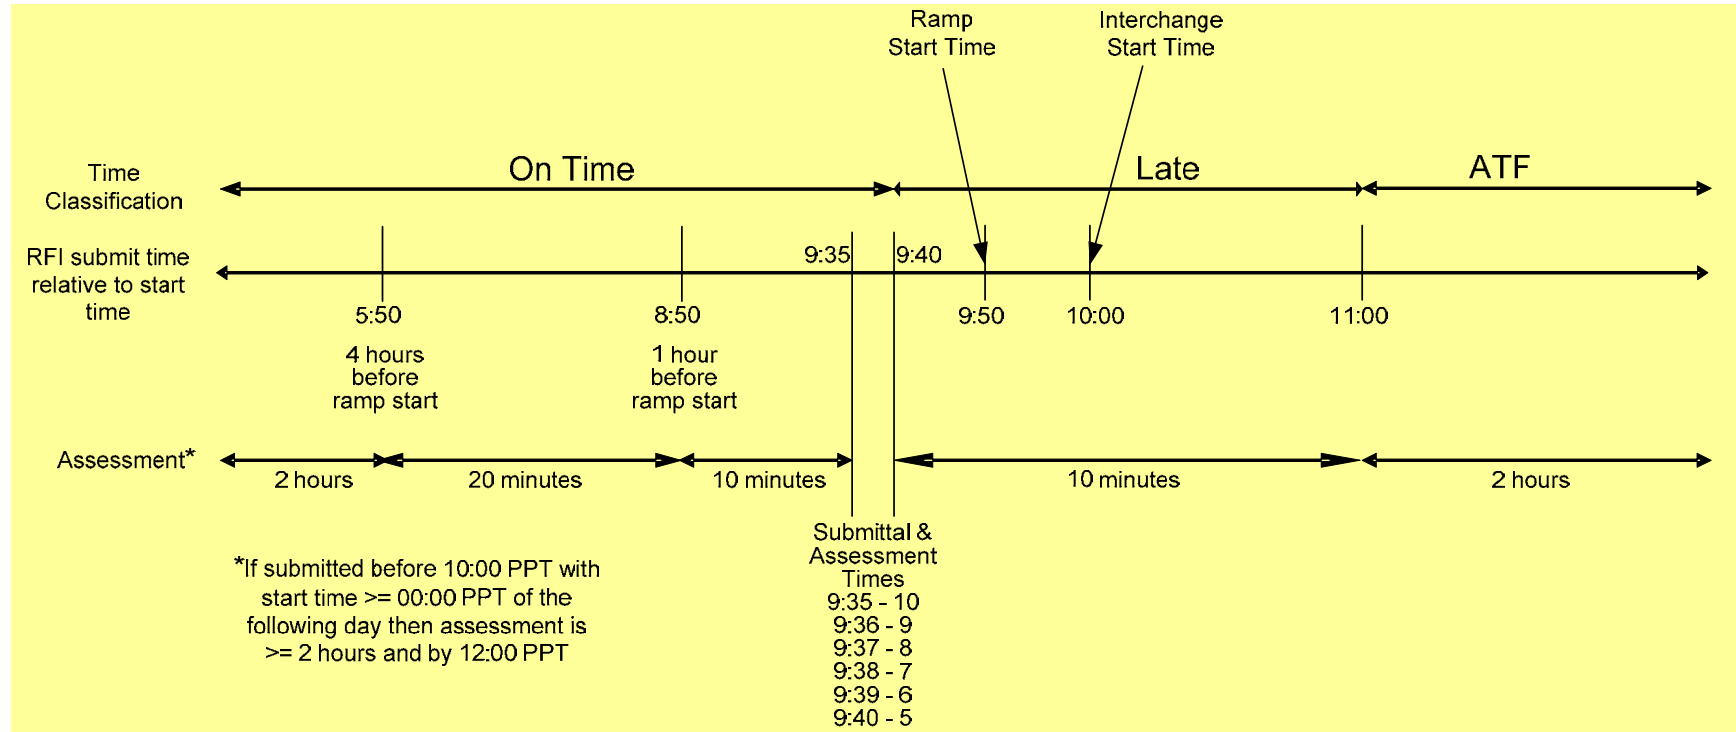 Ramp
Start Time
Interchange
Start Time
Time
Classification
On Time
Late
ATF
RFI submit time
relative to start
time
9:35
9:40
5:50
8:50
9:50
10:00
11:00
4 hours
before
ramp start
1 hour
before
ramp start
Assessment*
2 hours
20 minutes
10 minutes
10 minutes
2 hours
Submittal &
Assessment
Times
9:35 - 10
9:36 - 9
9:37 - 8
9:38 - 7
9:39 - 6
9:40 - 5
*If submitted before 10:00 PPT with
start time >= 00:00 PPT of the
following day then assessment is
>= 2 hours and by 12:00 PPT